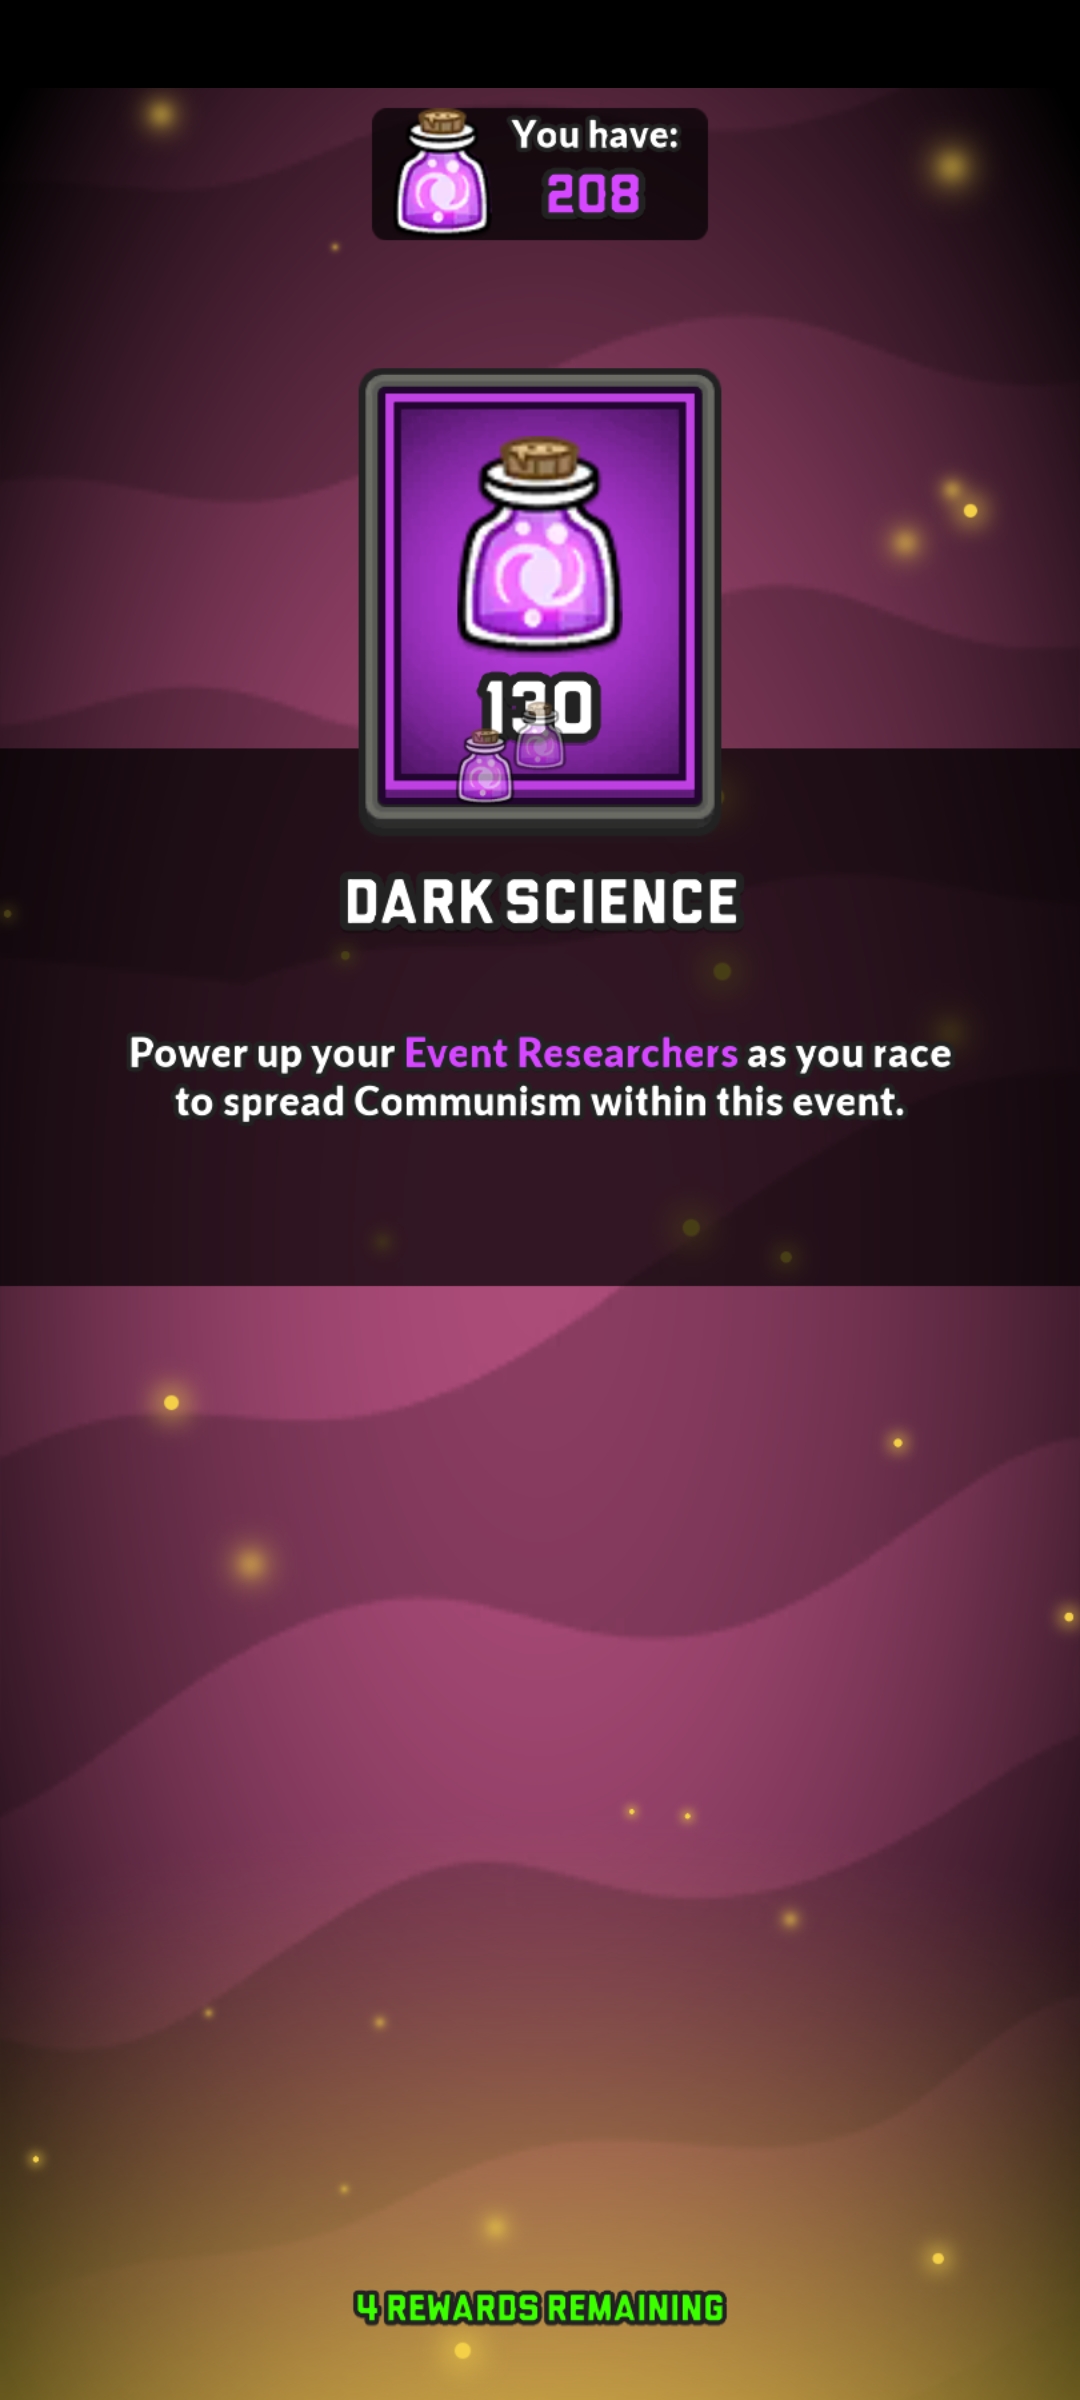 You have:
208
130
DARK SCIENCE
Power up your Event Researchers as you race
to spread Communism within this event.
4 REWARDS REMAINING